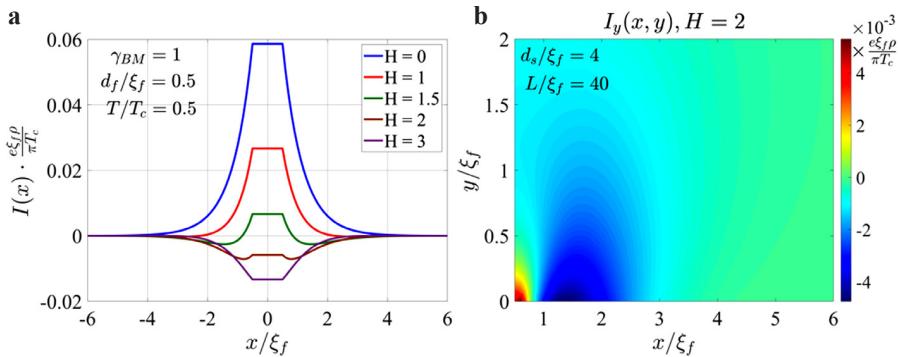 a
I(x) · eξ_fρ/πT_c
0.06
0.04
0.02
0
-0.02
γ_BM = 1
d_f/ξ_f = 0.5
T/T_c = 0.5
H = 0
H = 1
H = 1.5
H = 2
H = 3
-6 -4 -2 0 2 4 6
x/ξ_f
b
I_y(x, y), H = 2
y/ξ_f
2
1.5
1
0.5
0
d_s/ξ_f = 4
L/ξ_f = 40
1 2 3 4 5 6
x/ξ_f
×10⁻³
× eξ_fρ/πT_c
4
2
0
-2
-4